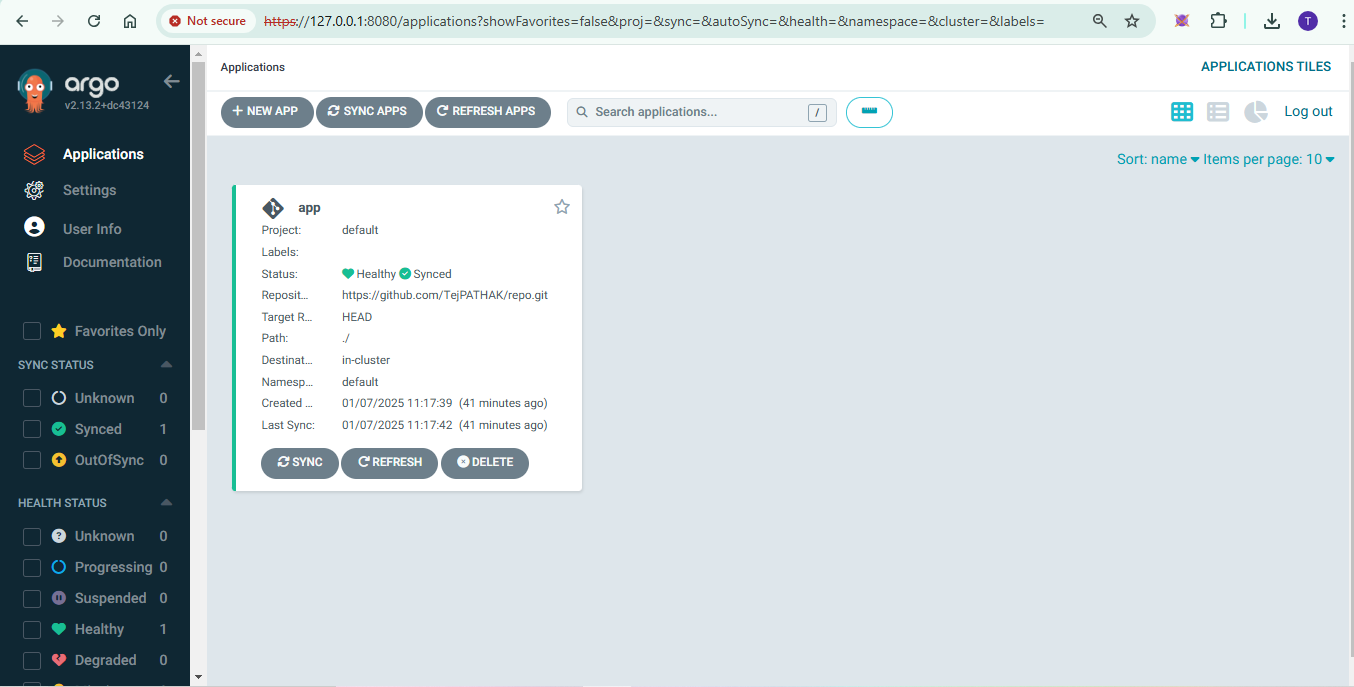 Not secure https://127.0.0.1:8080/applications?showFavorites=false&proj=&sync=&autoSync=&health=&namespace=&cluster=&labels= T
argo
v2.13.2+dc43124
Applications
Settings
User Info
Documentation
Favorites Only
SYNC STATUS
Unknown 0
Synced 1
OutOfSync 0
HEALTH STATUS
Unknown 0
Progressing 0
Suspended 0
Healthy 1
Degraded 0
Applications APPLICATIONS TILES
+ NEW APP SYNC APPS REFRESH APPS Search applications... / Log out
Sort: name Items per page: 10
app
Project: default
Labels:
Status: Healthy Synced
Reposit... https://github.com/TejPATHAK/repo.git
Target R... HEAD
Path: ./
Destinat... in-cluster
Namesp... default
Created ... 01/07/2025 11:17:39 (41 minutes ago)
Last Sync: 01/07/2025 11:17:42 (41 minutes ago)
SYNC REFRESH DELETE